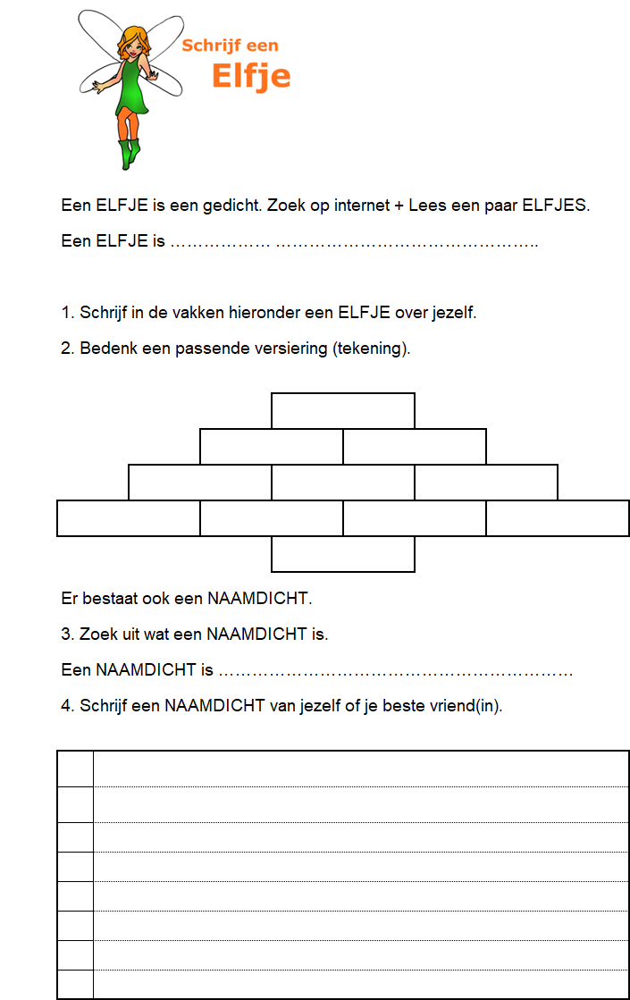 Schrijf een
Elfje
Een ELFJE is een gedicht. Zoek op internet + Lees een paar ELFJES.
Een ELFJE is ……………… ………………………………………..
1. Schrijf in de vakken hieronder een ELFJE over jezelf.
2. Bedenk een passende versiering (tekening).
Er bestaat ook een NAAMDICHT.
3. Zoek uit wat een NAAMDICHT is.
Een NAAMDICHT is ………………………………………………………
4. Schrijf een NAAMDICHT van jezelf of je beste vriend(in).